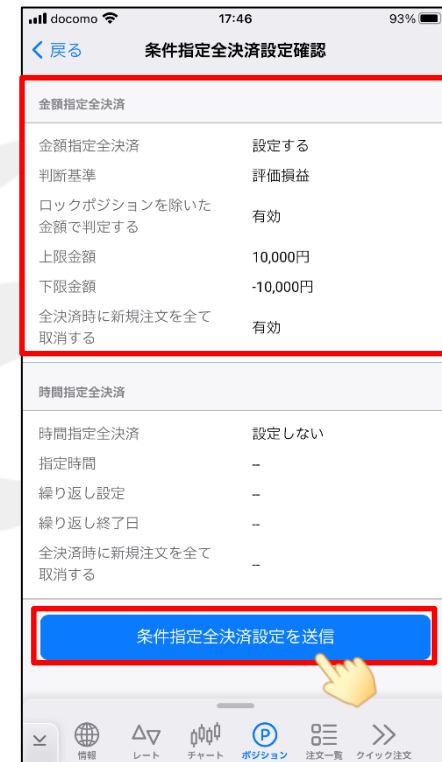 docomo 17:46 93%
戻る 条件指定全決済設定確認
金額指定全決済
金額指定全決済 設定する
判断基準 評価損益
ロックポジションを除いた
金額で判定する 有効
上限金額 10,000円
下限金額 -10,000円
全決済時に新規注文を全て
取消する 有効
時間指定全決済
時間指定全決済 設定しない
指定時間 --
繰り返し設定 --
繰り返し終了日 --
全決済時に新規注文を全て
取消する --
条件指定全決済設定を送信
P
情報 レート チャート ポジション 注文一覧 クイック注文